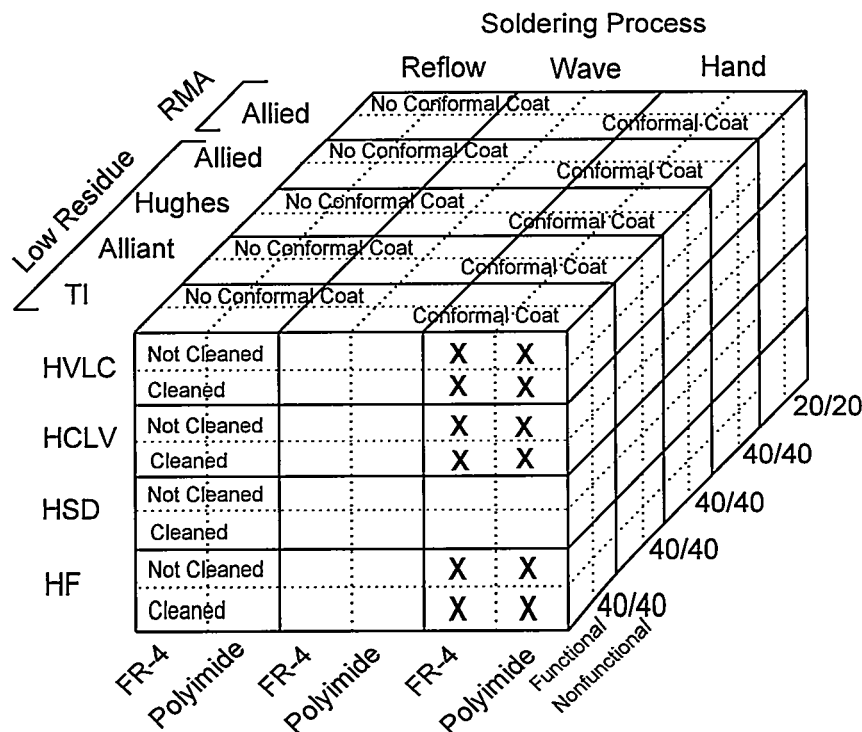 Soldering Process
Reflow Wave Hand
RMA
Allied
Low Residue
Allied
Hughes
Alliant
TI
No Conformal Coat
Conformal Coat
No Conformal Coat
Conformal Coat
No Conformal Coat
Conformal Coat
No Conformal Coat
Conformal Coat
No Conformal Coat
Conformal Coat
HVLC
Not Cleaned X X
Cleaned X X
HCLV
Not Cleaned X X
Cleaned X X
HSD
Not Cleaned
Cleaned
HF
Not Cleaned X X
Cleaned X X
20/20
40/40
40/40
40/40
40/40
FR-4 Polyimide FR-4 Polyimide FR-4 Polyimide
Functional
Nonfunctional